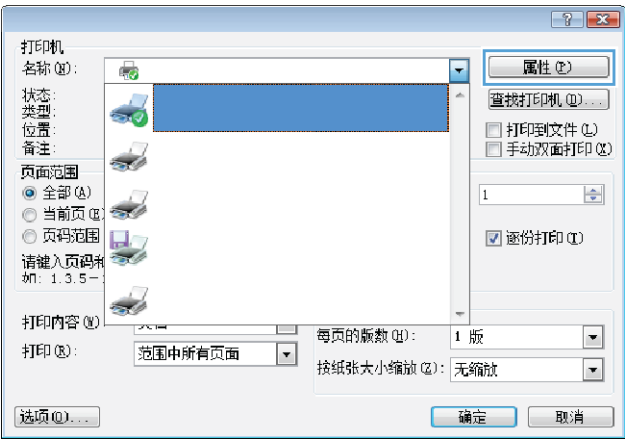 打印机
名称(N):
属性(P)
状态:
类型:
位置:
备注:
查找打印机(D)...
打印到文件(L)
手动双面打印(X)
页面范围
全部(A)
当前页(E)
页码范围
请键入页码和
如: 1.3.5-
1
逐份打印(T)
打印内容(W)
打印(R):
范围中所有页面
每页的版数(H):
1 版
按纸张大小缩放(Z):
无缩放
选项(O)...
确定
取消